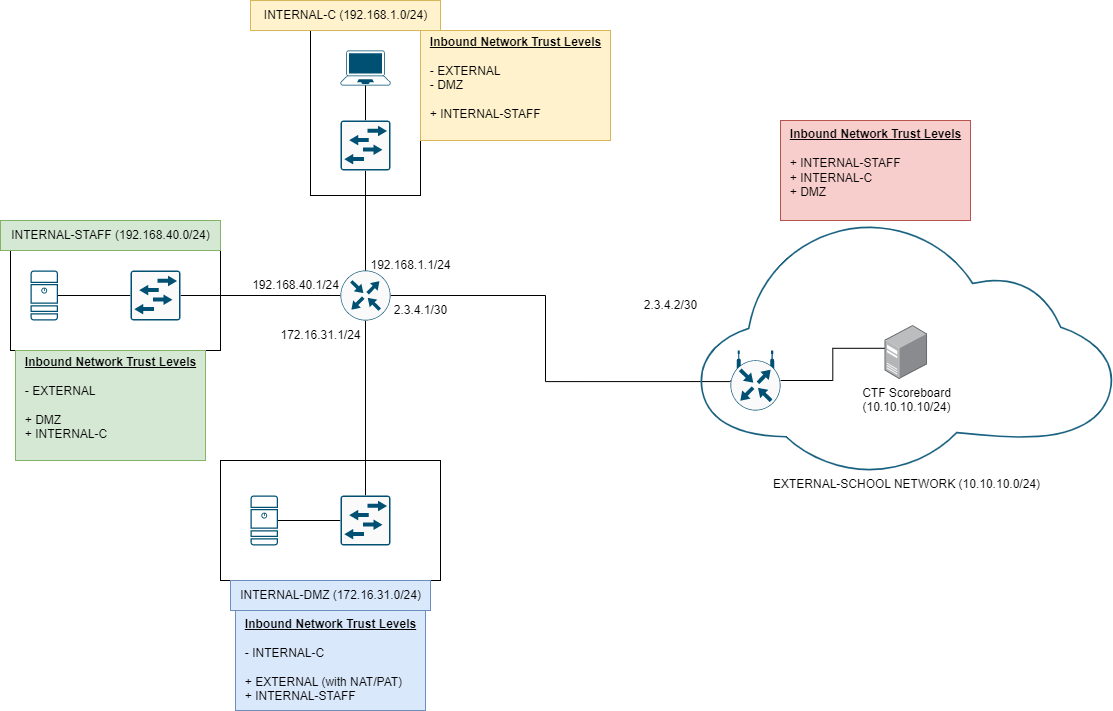 INTERNAL-C (192.168.1.0/24)
Inbound Network Trust Levels
- EXTERNAL
- DMZ
+ INTERNAL-STAFF
Inbound Network Trust Levels
+ INTERNAL-STAFF
+ INTERNAL-C
+ DMZ
INTERNAL-STAFF (192.168.40.0/24)
192.168.1.1/24
192.168.40.1/24
2.3.4.1/30
172.16.31.1/24
2.3.4.2/30
Inbound Network Trust Levels
- EXTERNAL
+ DMZ
+ INTERNAL-C
CTF Scoreboard
(10.10.10.10/24)
EXTERNAL-SCHOOL NETWORK (10.10.10.0/24)
INTERNAL-DMZ (172.16.31.0/24)
Inbound Network Trust Levels
- INTERNAL-C
+ EXTERNAL (with NAT/PAT)
+ INTERNAL-STAFF